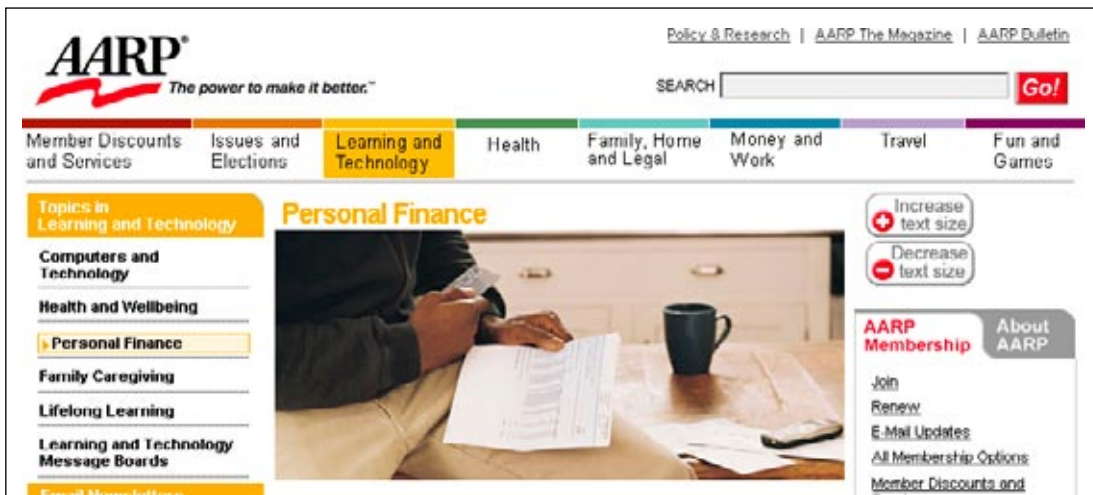 Policy & Research | AARP The Magazine | AARP Bulletin
AARP®
The power to make it better.™
SEARCH
Go!
Member Discounts
and Services
Issues and
Elections
Learning and
Technology
Health
Family, Home
and Legal
Money and
Work
Travel
Fun and
Games
Topics in
Learning and Technology
Computers and
Technology
Health and Wellbeing
Personal Finance
Family Caregiving
Lifelong Learning
Learning and Technology
Message Boards
Email Newsletters
Personal Finance
Increase
text size
Decrease
text size
AARP
Membership
About
AARP
Join
Renew
E-Mail Updates
All Membership Options
Member Discounts and